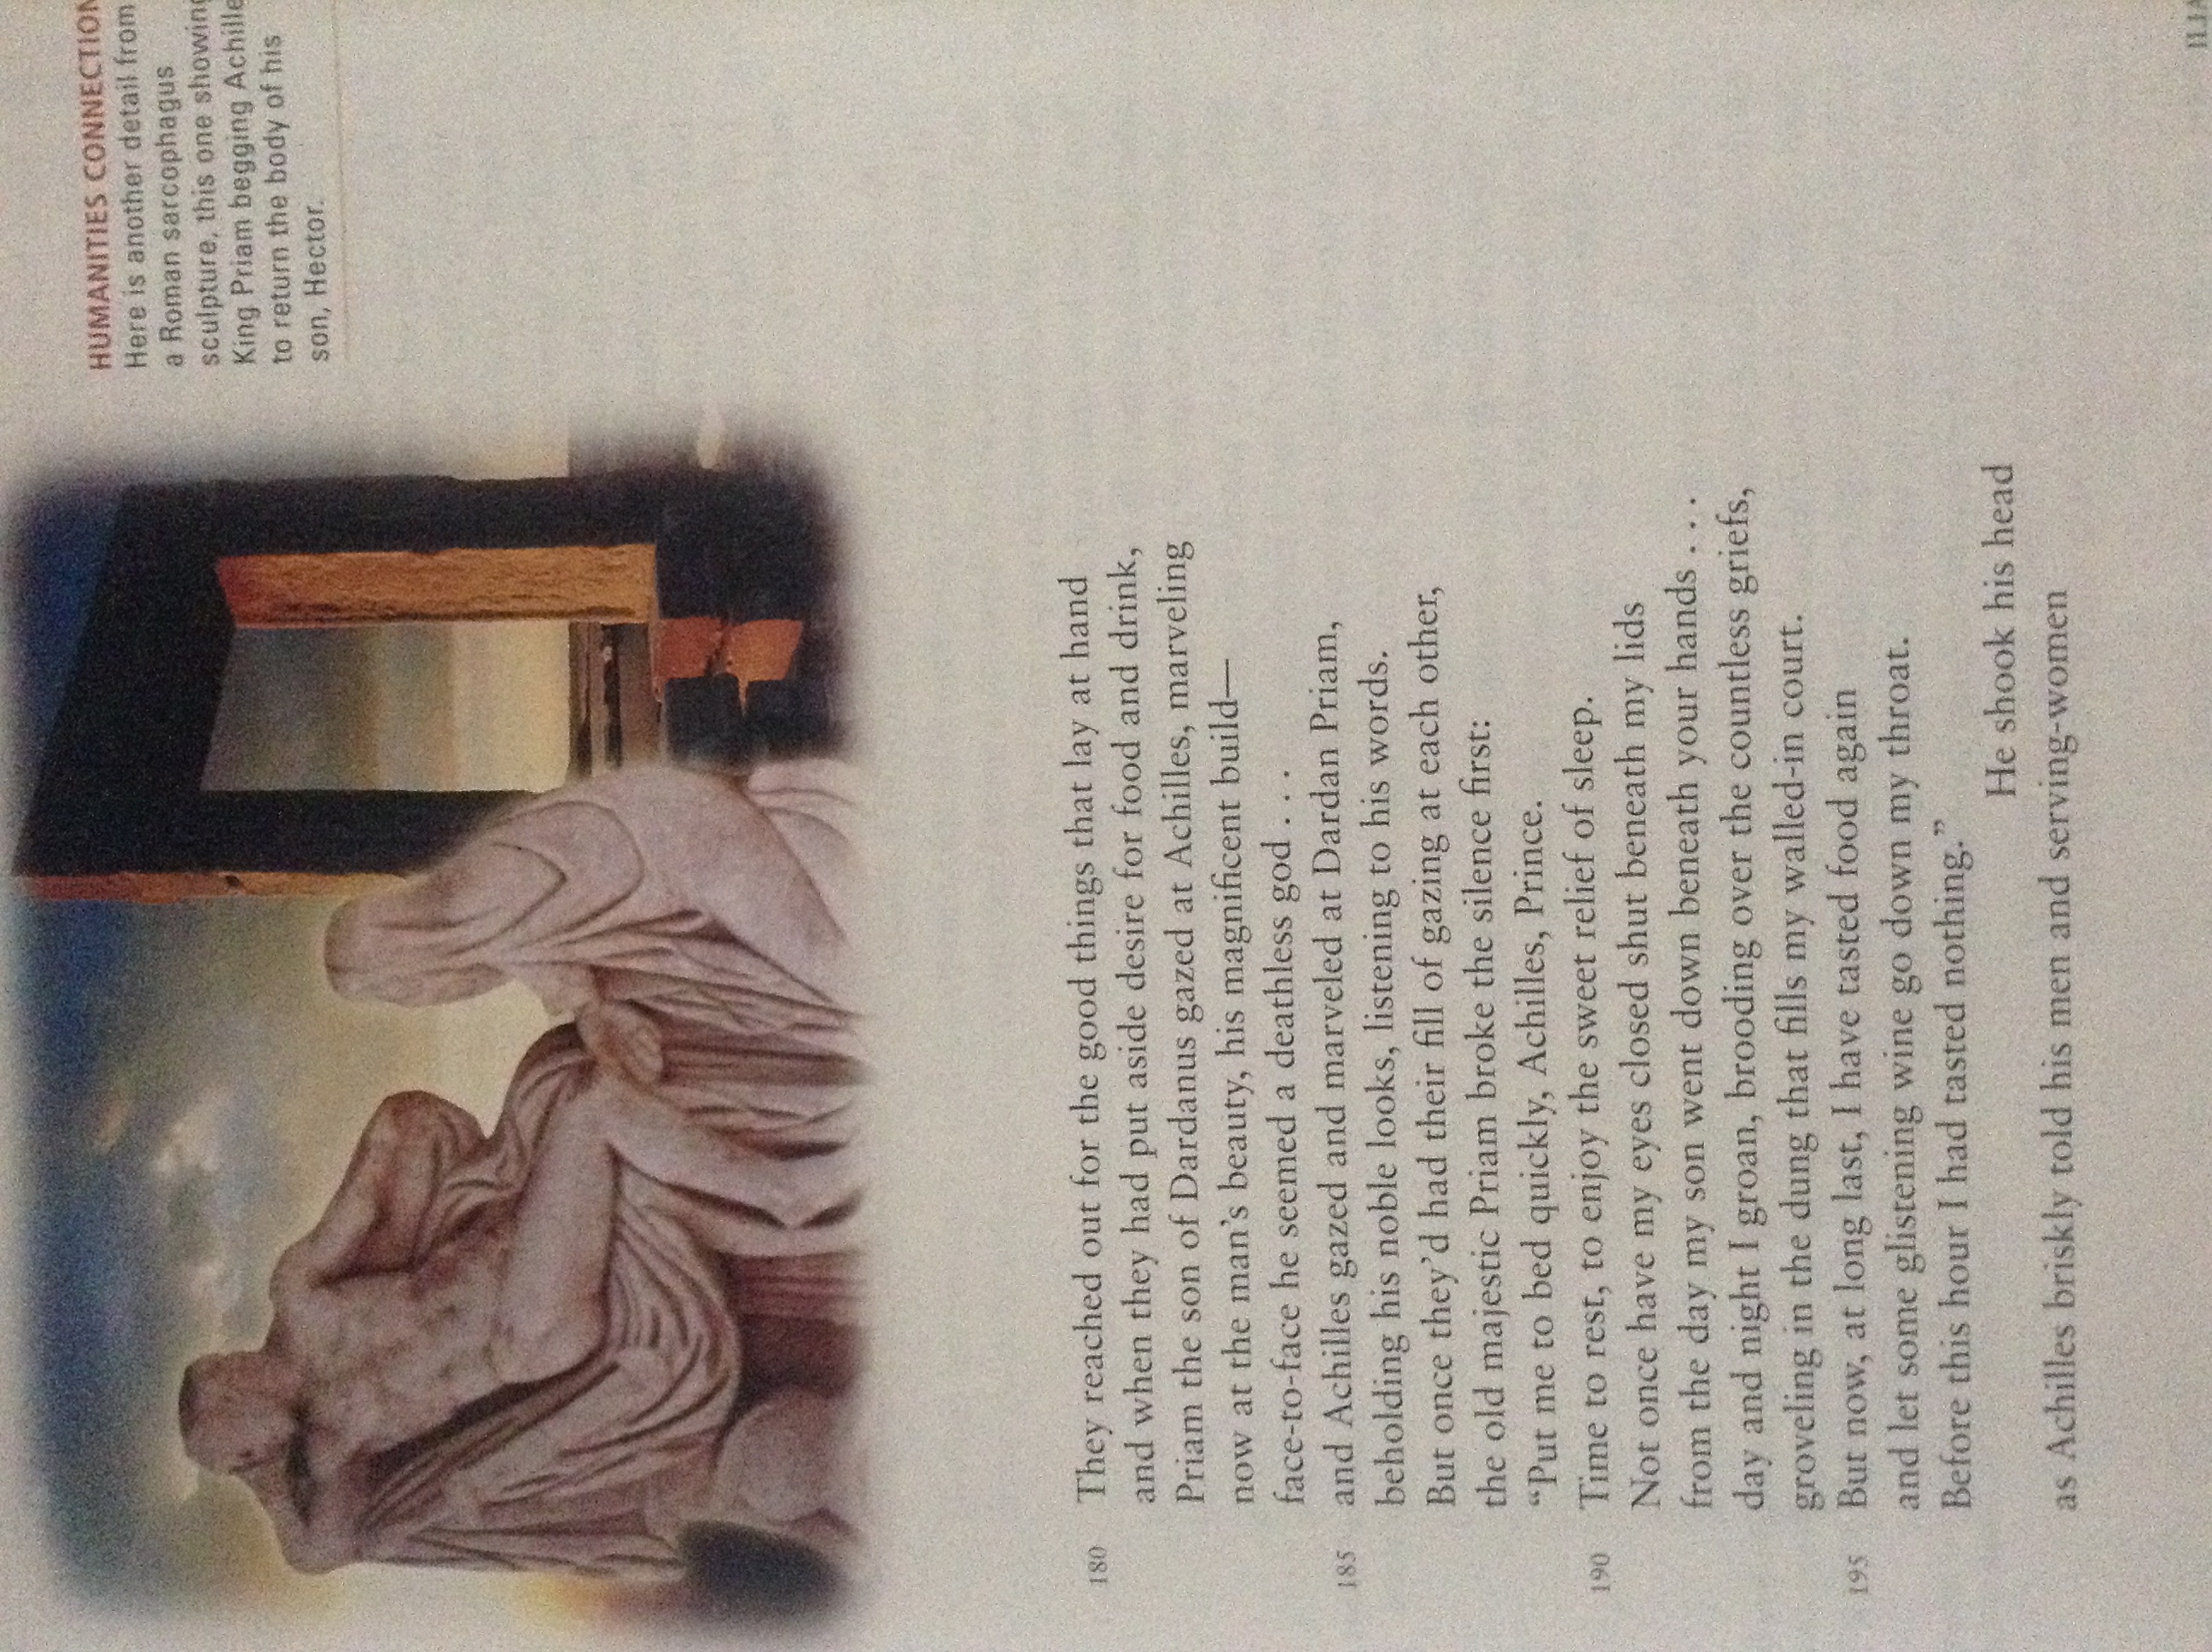 HUMANITIES CONNECTION
Here is another detail from
a Roman sarcophagus
sculpture, this one showing
King Priam begging Achille
to return the body of his
son, Hector.
180 They reached out for the good things that lay at hand
and when they had put aside desire for food and drink,
Priam the son of Dardanus gazed at Achilles, marveling
now at the man's beauty, his magnificent build—
face-to-face he seemed a deathless god . . .
185 and Achilles gazed and marveled at Dardan Priam,
beholding his noble looks, listening to his words.
But once they'd had their fill of gazing at each other,
the old majestic Priam broke the silence first:
“Put me to bed quickly, Achilles, Prince.
190 Time to rest, to enjoy the sweet relief of sleep.
Not once have my eyes closed shut beneath my lids
from the day my son went down beneath your hands . . .
day and night I groan, brooding over the countless griefs,
groveling in the dung that fills my walled-in court.
195 But now, at long last, I have tasted food again
and let some glistening wine go down my throat.
Before this hour I had tasted nothing.”
He shook his head
as Achilles briskly told his men and serving-women